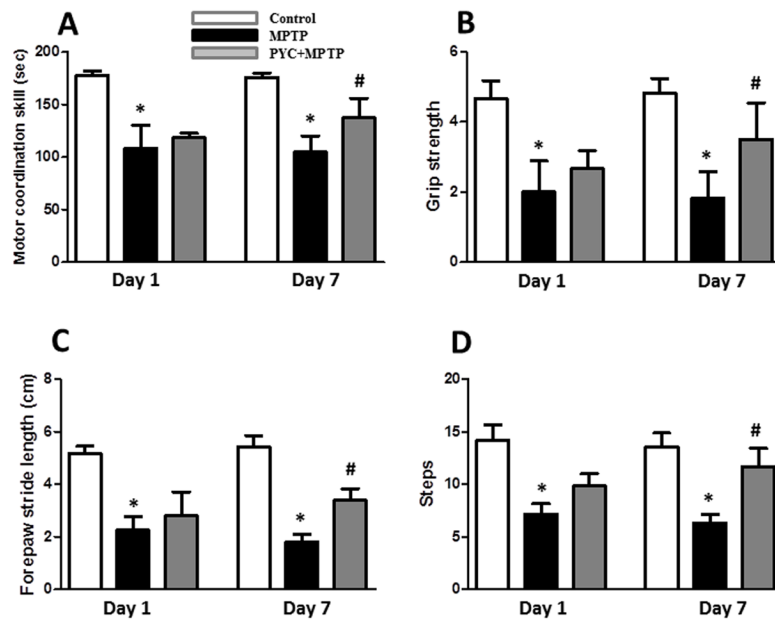 A
Control
MPTP
PYC+MPTP
Motor coordination skill (sec)
200
150
100
50
0
*
*
#
Day 1
Day 7
B
Grip strength
6
4
2
0
*
*
#
Day 1
Day 7
C
Forepaw stride length (cm)
8
6
4
2
0
*
*
#
Day 1
Day 7
D
Steps
20
15
10
5
0
*
*
#
Day 1
Day 7